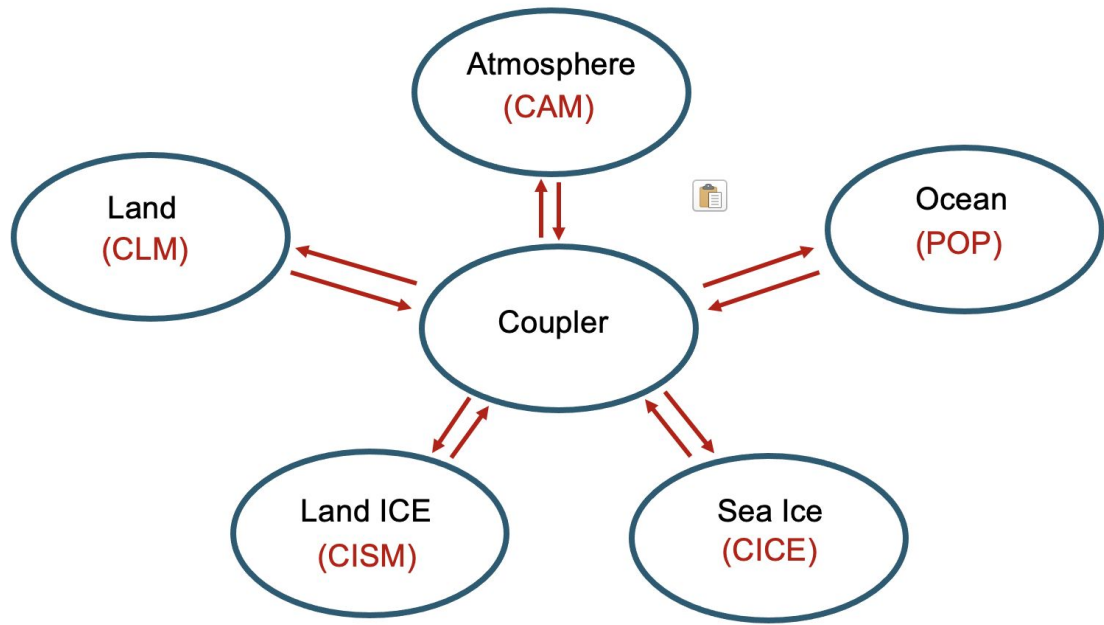 Atmosphere
(CAM)
Land
(CLM)
Ocean
(POP)
Coupler
Land ICE
(CISM)
Sea Ice
(CICE)